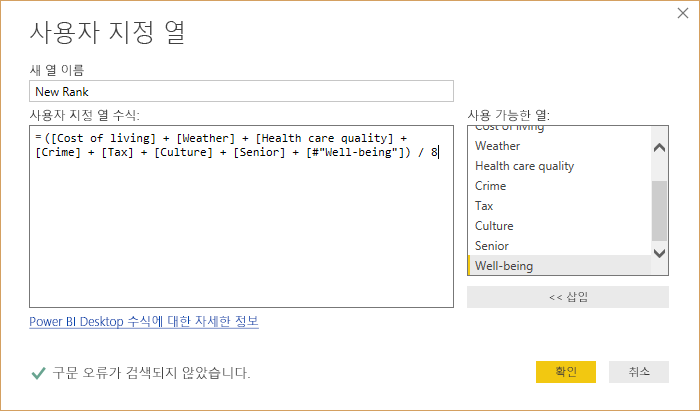 사용자 지정 열
새 열 이름
New Rank
사용자 지정 열 수식:
= ([Cost of living] + [Weather] + [Health care quality] +
[Crime] + [Tax] + [Culture] + [Senior] + [#"Well-being"]) / 8
사용 가능한 열:
Cost of living
Weather
Health care quality
Crime
Tax
Culture
Senior
Well-being
<< 삽입
Power BI Desktop 수식에 대한 자세한 정보
구문 오류가 검색되지 않았습니다.
확인
취소